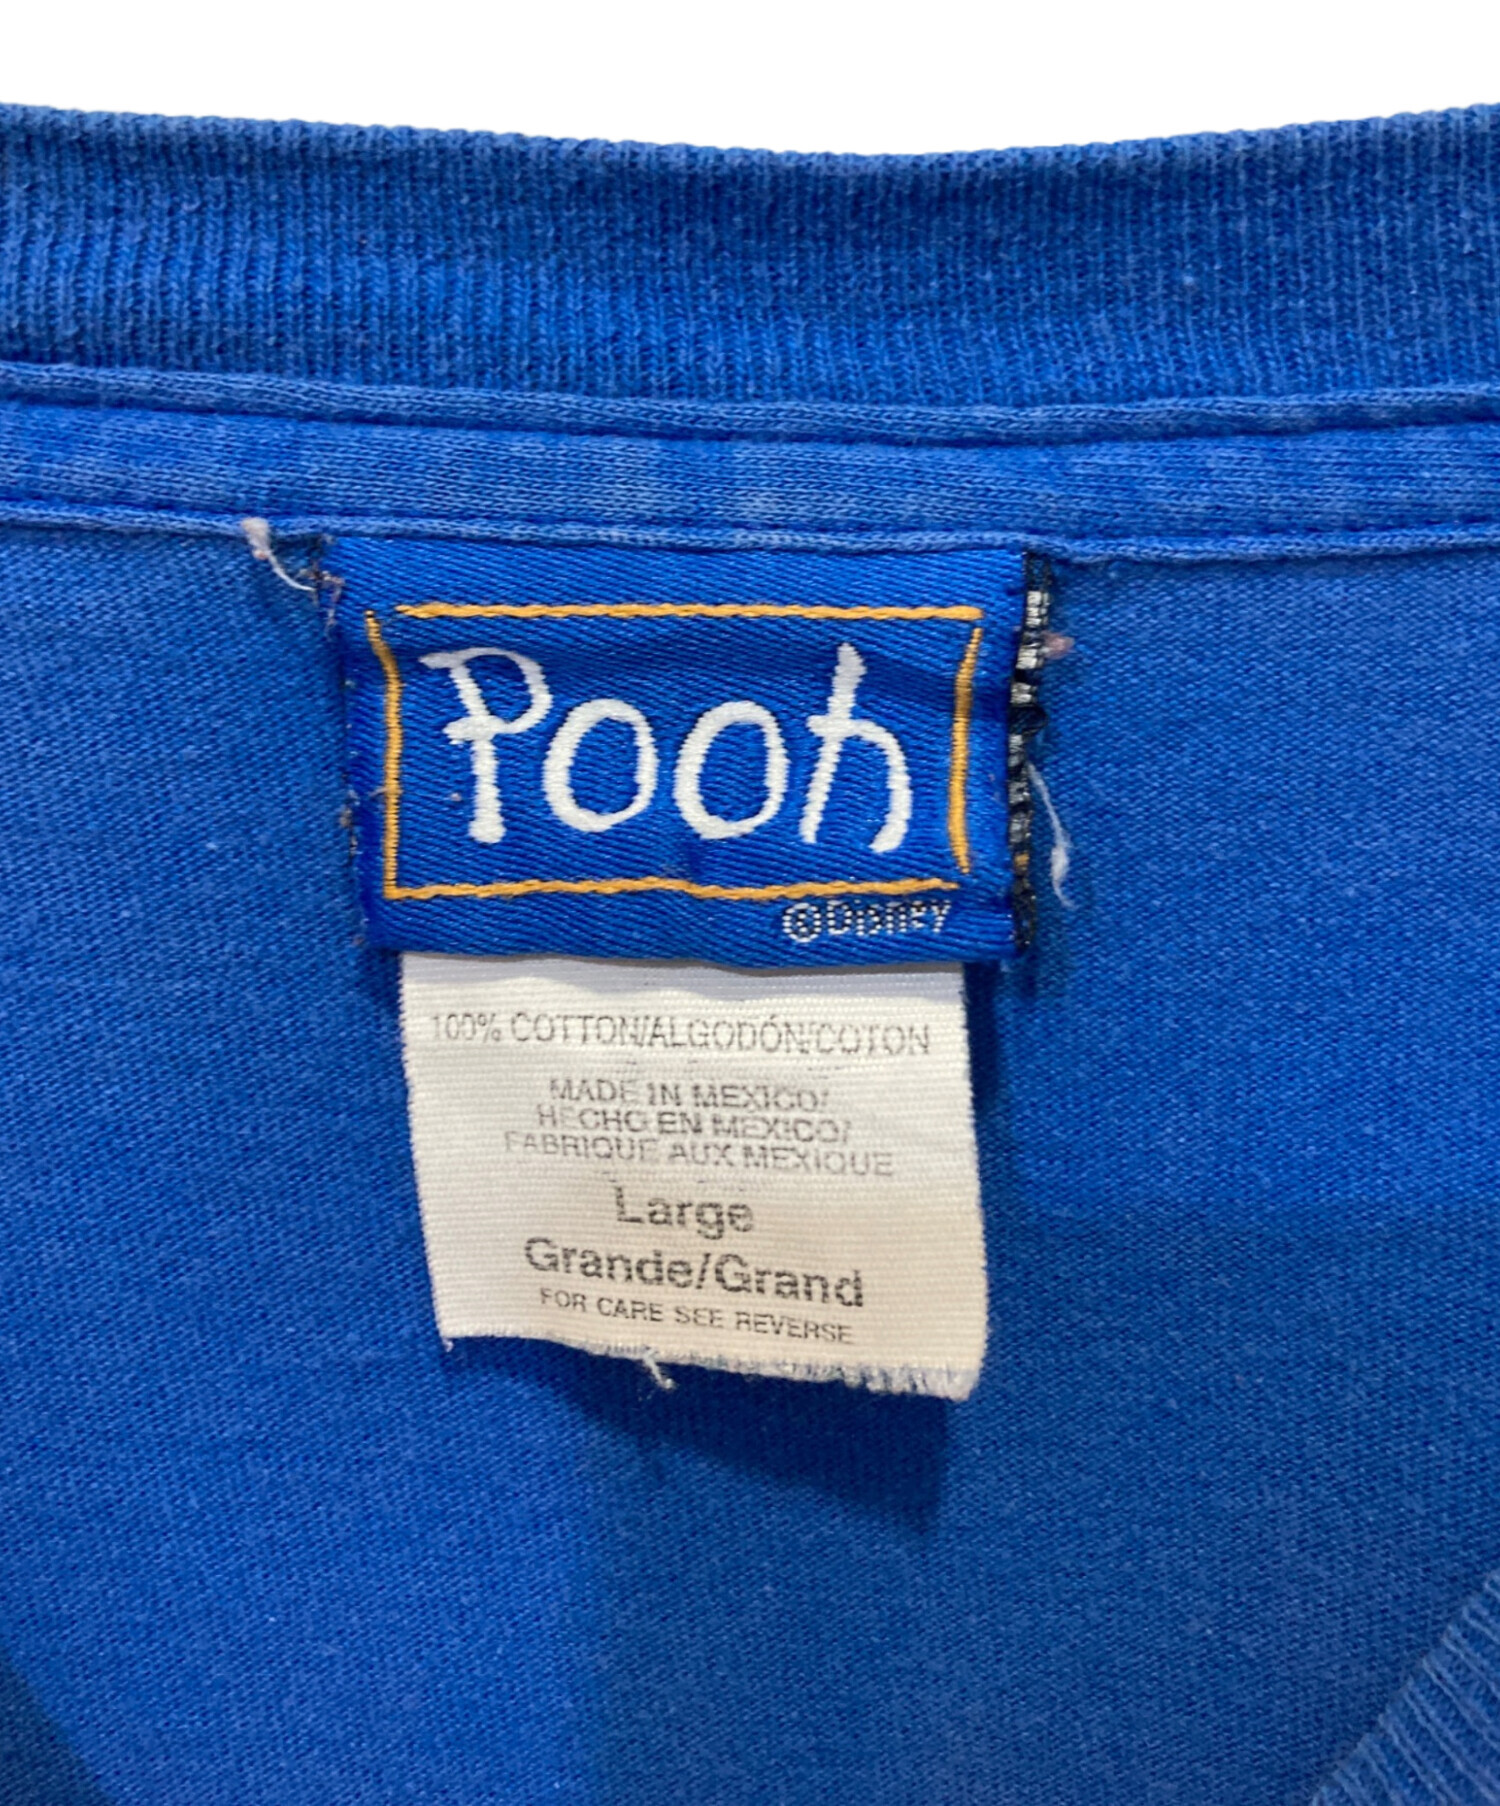 Pooh
©Disney
100% COTTON/ALGODÓN/COTON
MADE IN MEXICO/
HECHO EN MEXICO/
FABRIQUE AUX MEXIQUE
Large
Grande/Grand
FOR CARE SEE REVERSE